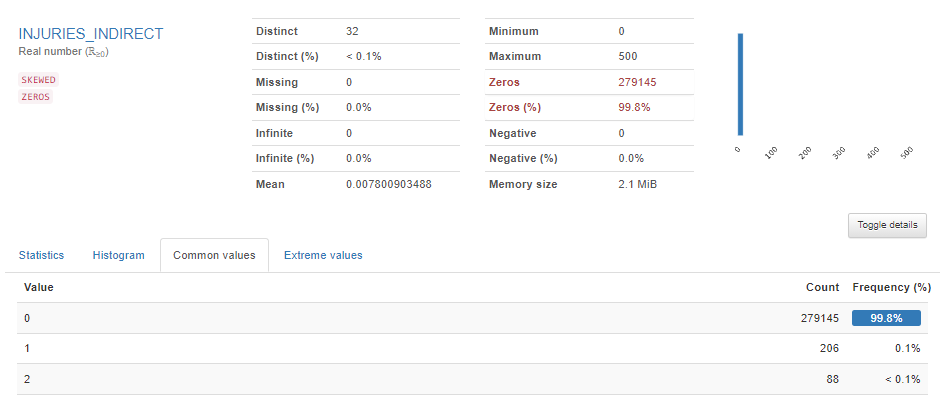 INJURIES_INDIRECT
Real number (ℝ≥0)
SKEWED
ZEROS
Distinct 32
Distinct (%) < 0.1%
Missing 0
Missing (%) 0.0%
Infinite 0
Infinite (%) 0.0%
Mean 0.007800903488
Minimum 0
Maximum 500
Zeros 279145
Zeros (%) 99.8%
Negative 0
Negative (%) 0.0%
Memory size 2.1 MiB
0 100 200 300 400 500
Toggle details
Statistics Histogram Common values Extreme values
Value Count Frequency (%)
0 279145 99.8%
1 206 0.1%
2 88 < 0.1%